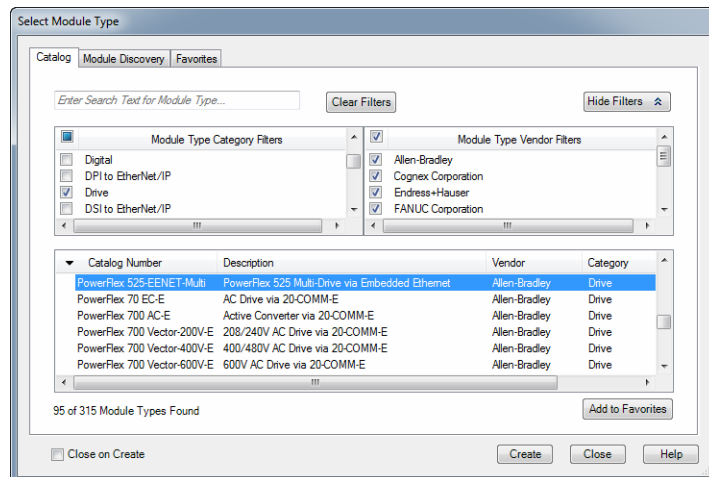 Select Module Type
Catalog Module Discovery Favorites
Enter Search Text for Module Type...
Clear Filters
Hide Filters
Module Type Category Filters
Digital
DPI to EtherNet/IP
Drive
DSI to EtherNet/IP
Module Type Vendor Filters
Allen-Bradley
Cognex Corporation
Endress+Hauser
FANUC Corporation
Catalog Number Description Vendor Category
PowerFlex 525-EENET-Multi PowerFlex 525 Multi-Drive via Embedded Ethernet Allen-Bradley Drive
PowerFlex 70 EC-E AC Drive via 20-COMM-E Allen-Bradley Drive
PowerFlex 700 AC-E Active Converter via 20-COMM-E Allen-Bradley Drive
PowerFlex 700 Vector-200V-E 208/240V AC Drive via 20-COMM-E Allen-Bradley Drive
PowerFlex 700 Vector-400V-E 400/480V AC Drive via 20-COMM-E Allen-Bradley Drive
PowerFlex 700 Vector-600V-E 600V AC Drive via 20-COMM-E Allen-Bradley Drive
95 of 315 Module Types Found
Add to Favorites
Close on Create
Create Close Help